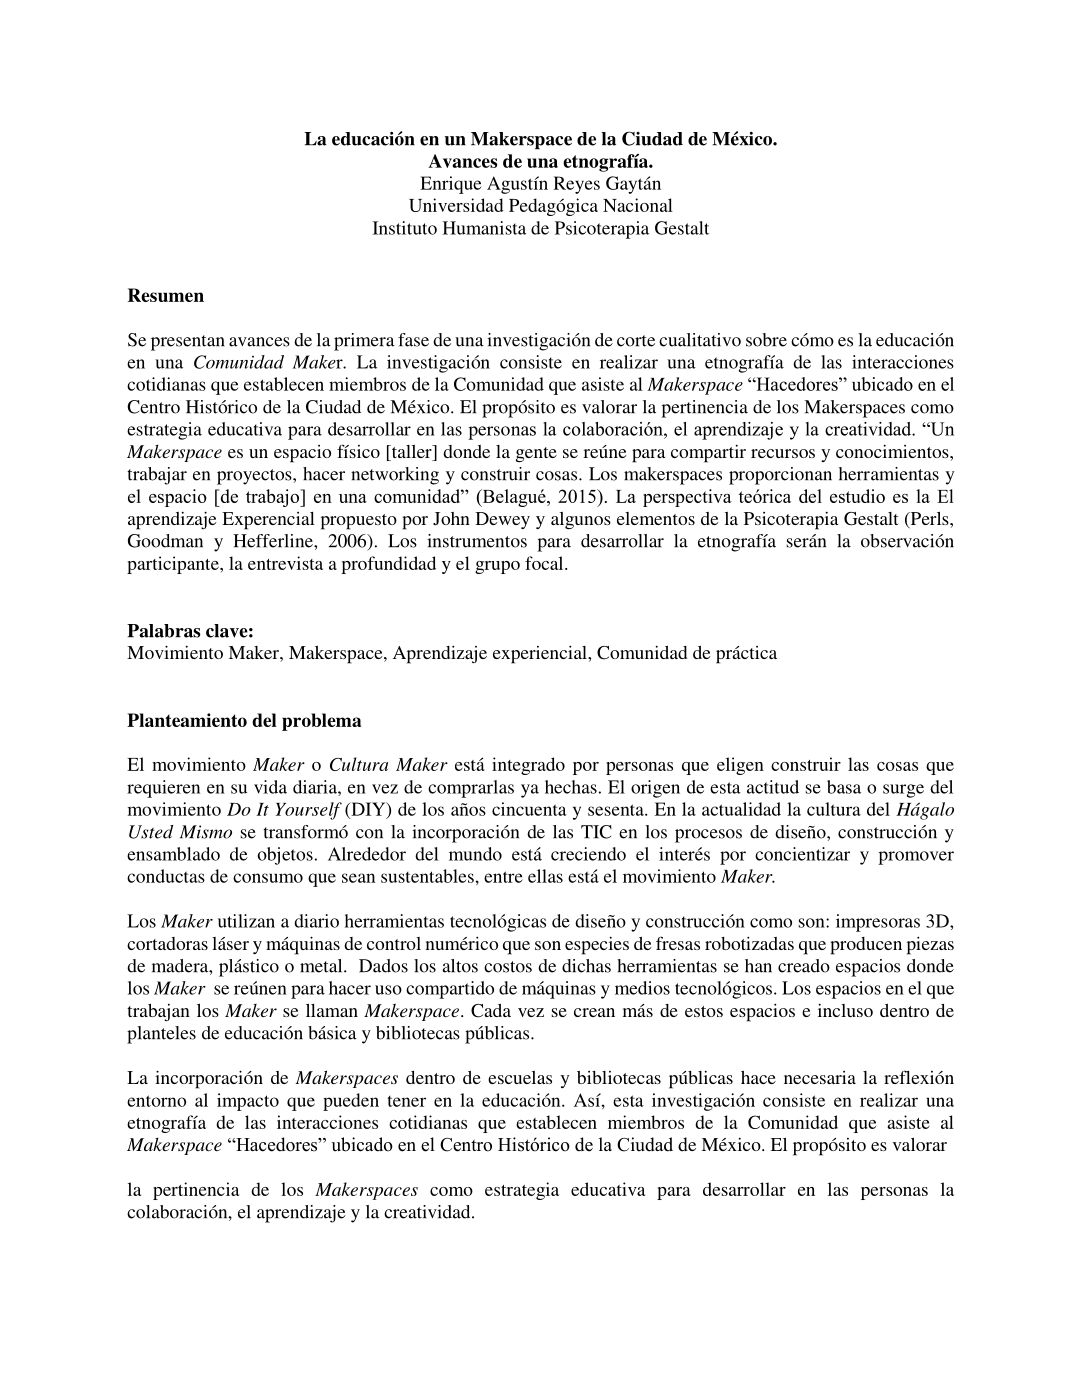 La educación en un Makerspace de la Ciudad de México.
Avances de una etnografía.
Enrique Agustín Reyes Gaytán
Universidad Pedagógica Nacional
Instituto Humanista de Psicoterapia Gestalt
Resumen
Se presentan avances de la primera fase de una investigación de corte cualitativo sobre cómo es la educación
en una Comunidad Maker. La investigación consiste en realizar una etnografía de las interacciones
cotidianas que establecen miembros de la Comunidad que asiste al Makerspace “Hacedores” ubicado en el
Centro Histórico de la Ciudad de México. El propósito es valorar la pertinencia de los Makerspaces como
estrategia educativa para desarrollar en las personas la colaboración, el aprendizaje y la creatividad. “Un
Makerspace es un espacio físico [taller] donde la gente se reúne para compartir recursos y conocimientos,
trabajar en proyectos, hacer networking y construir cosas. Los makerspaces proporcionan herramientas y
el espacio [de trabajo] en una comunidad” (Belagué, 2015). La perspectiva teórica del estudio es la El
aprendizaje Experencial propuesto por John Dewey y algunos elementos de la Psicoterapia Gestalt (Perls,
Goodman y Hefferline, 2006). Los instrumentos para desarrollar la etnografía serán la observación
participante, la entrevista a profundidad y el grupo focal.
Palabras clave:
Movimiento Maker, Makerspace, Aprendizaje experiencial, Comunidad de práctica
Planteamiento del problema
El movimiento Maker o Cultura Maker está integrado por personas que eligen construir las cosas que
requieren en su vida diaria, en vez de comprarlas ya hechas. El origen de esta actitud se basa o surge del
movimiento Do It Yourself (DIY) de los años cincuenta y sesenta. En la actualidad la cultura del Hágalo
Usted Mismo se transformó con la incorporación de las TIC en los procesos de diseño, construcción y
ensamblado de objetos. Alrededor del mundo está creciendo el interés por concientizar y promover
conductas de consumo que sean sustentables, entre ellas está el movimiento Maker.
Los Maker utilizan a diario herramientas tecnológicas de diseño y construcción como son: impresoras 3D,
cortadoras láser y máquinas de control numérico que son especies de fresas robotizadas que producen piezas
de madera, plástico o metal. Dados los altos costos de dichas herramientas se han creado espacios donde
los Maker se reúnen para hacer uso compartido de máquinas y medios tecnológicos. Los espacios en el que
trabajan los Maker se llaman Makerspace. Cada vez se crean más de estos espacios e incluso dentro de
planteles de educación básica y bibliotecas públicas.
La incorporación de Makerspaces dentro de escuelas y bibliotecas públicas hace necesaria la reflexión
entorno al impacto que pueden tener en la educación. Así, esta investigación consiste en realizar una
etnografía de las interacciones cotidianas que establecen miembros de la Comunidad que asiste al
Makerspace “Hacedores” ubicado en el Centro Histórico de la Ciudad de México. El propósito es valorar
la pertinencia de los Makerspaces como estrategia educativa para desarrollar en las personas la
colaboración, el aprendizaje y la creatividad.